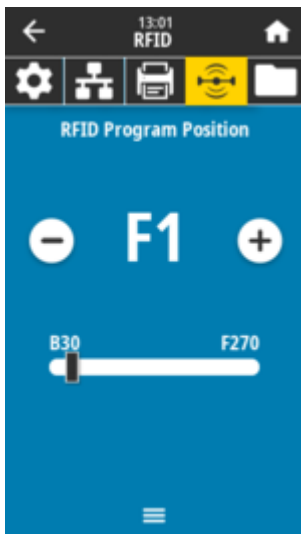 13:01
RFID
RFID Program Position
F1
B30 F270